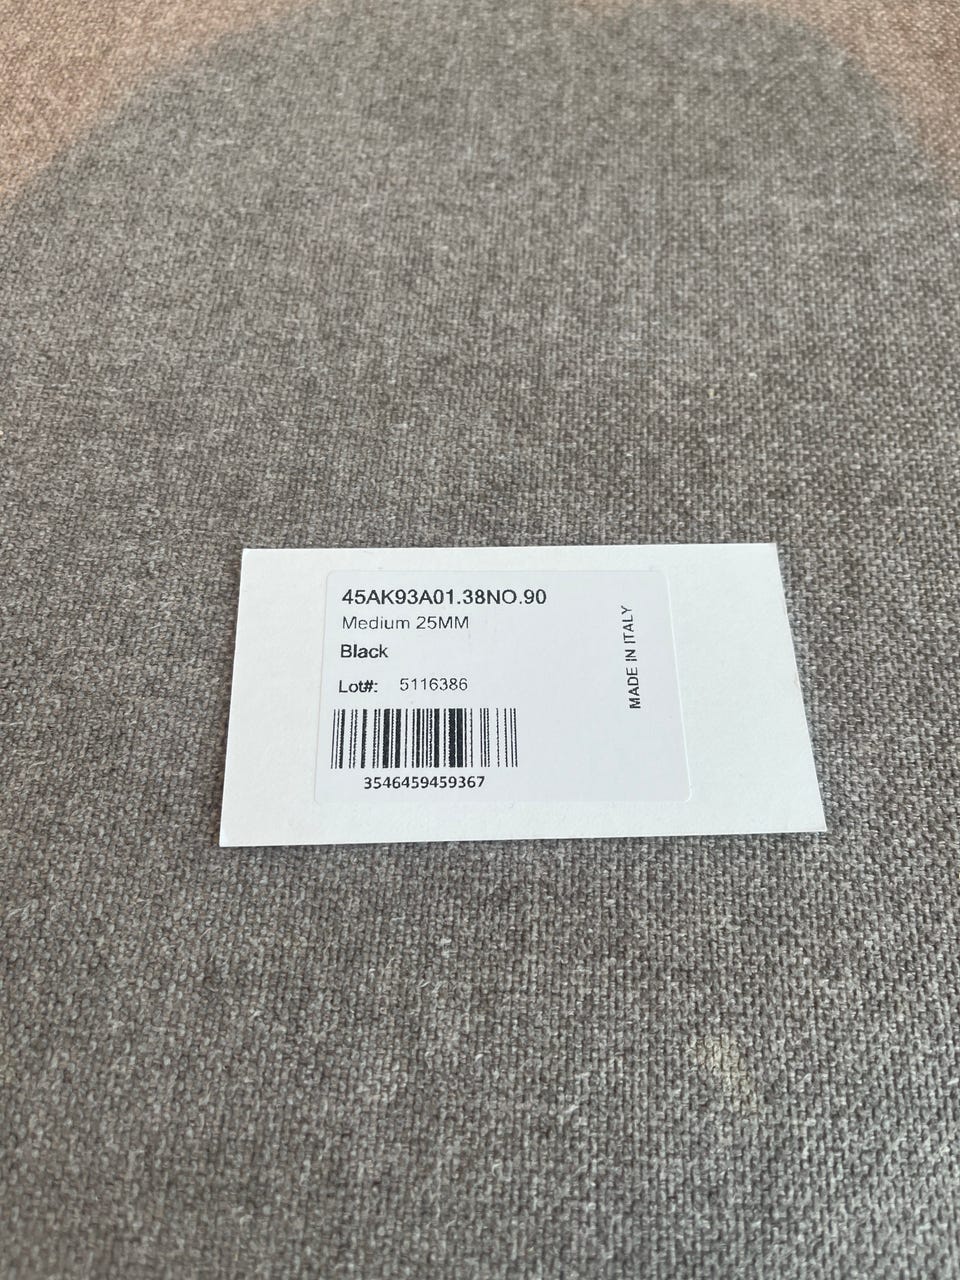 45AK93A01.38NO.90
Medium 25MM
Black
Lot#: 5116386
3546459459367
MADE IN ITALY